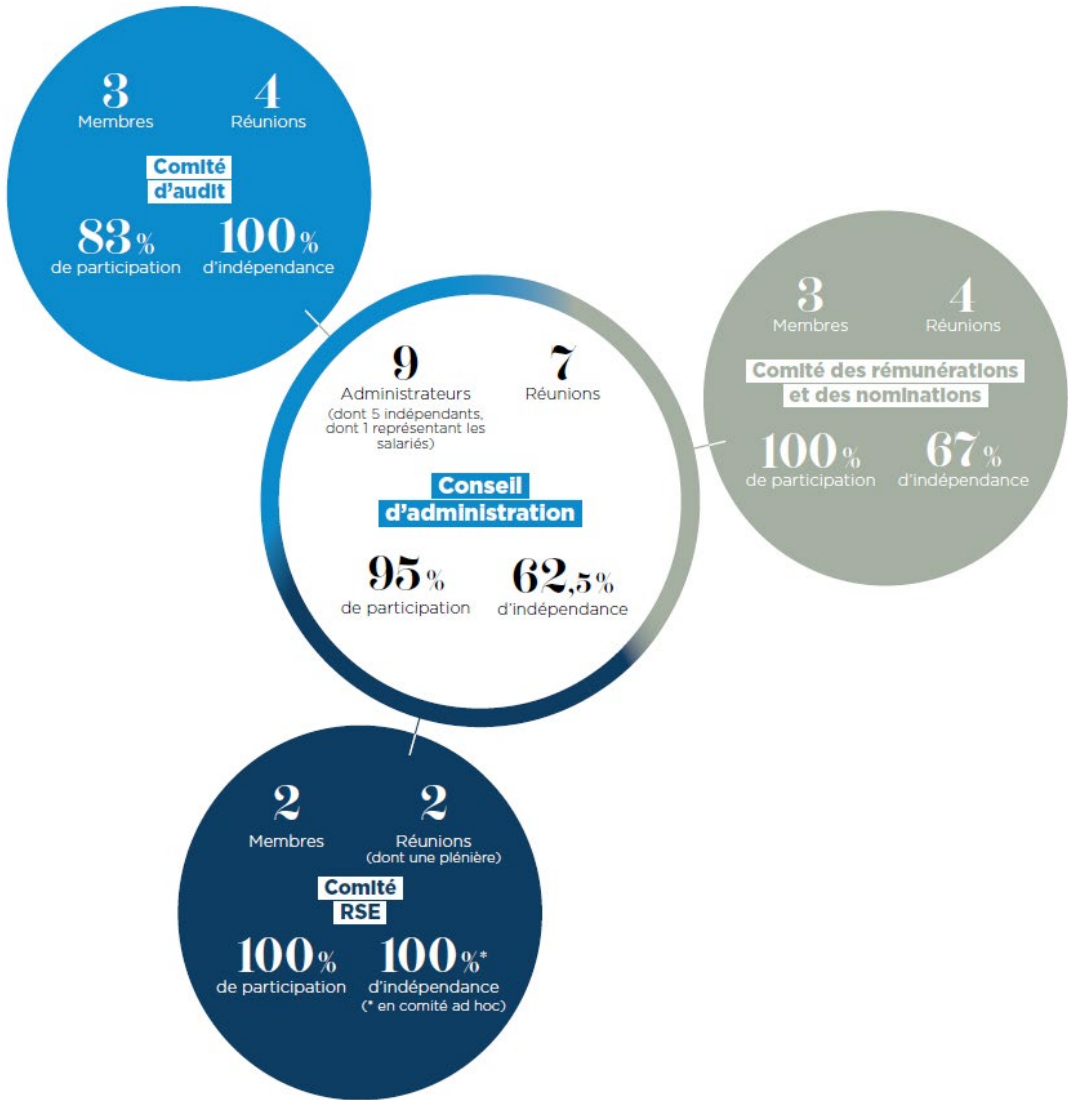 3 4
Membres Réunions
Comité
d'audit
83% 100%
de participation d'indépendance
9 7
Administrateurs Réunions
(dont 5 indépendants,
dont 1 représentant les
salariés)
Conseil
d'administration
95% 62,5%
de participation d'indépendance
3 4
Membres Réunions
Comité des rémunérations
et des nominations
100% 67%
de participation d'indépendance
2 2
Membres Réunions
(dont une plénière)
Comité
RSE
100% 100%*
de participation d'indépendance
(* en comité ad hoc)